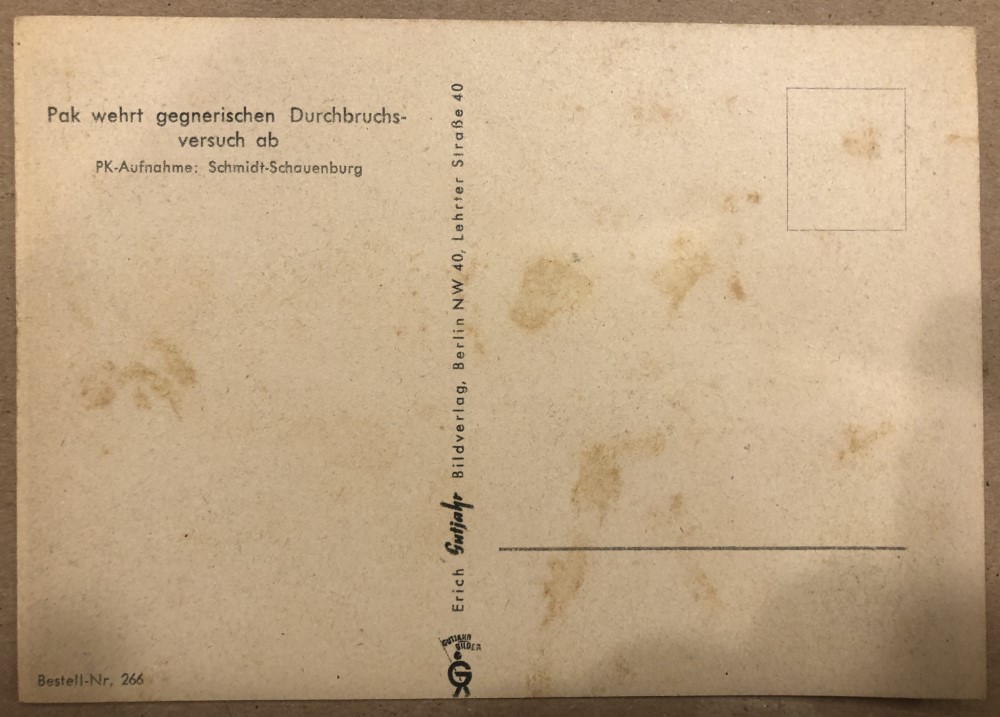 Pak wehrt gegnerischen Durchbruchs-
versuch ab
PK-Aufnahme: Schmidt-Schauenburg
Erich Gutjahr Bildverlag, Berlin NW 40, Lehrter Straße 40
GUTJAHR
BILDER
Bestell-Nr. 266